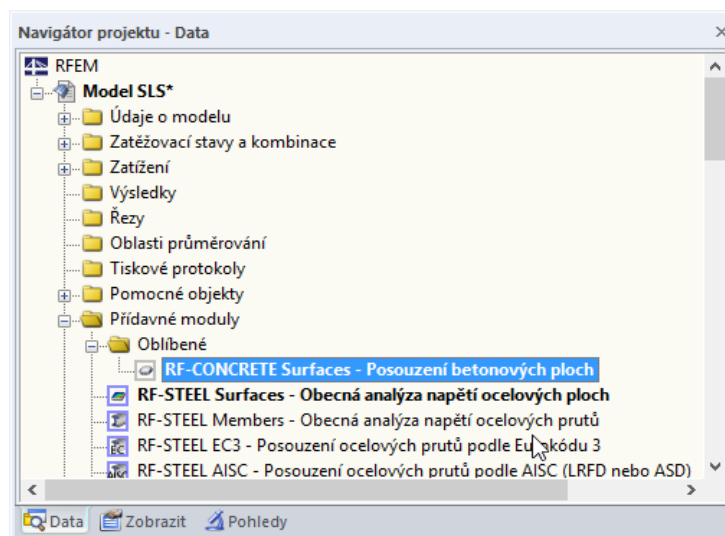 Navigátor projektu - Data
RFEM
Model SLS*
Údaje o modelu
Zatěžovací stavy a kombinace
Zatížení
Výsledky
Řezy
Oblasti průměrování
Tiskové protokoly
Pomocné objekty
Přídavné moduly
Oblíbené
RF-CONCRETE Surfaces - Posouzení betonových ploch
RF-STEEL Surfaces - Obecná analýza napětí ocelových ploch
RF-STEEL Members - Obecná analýza napětí ocelových prutů
RF-STEEL EC3 - Posouzení ocelových prutů podle Eurokódu 3
RF-STEEL AISC - Posouzení ocelových prutů podle AISC (LRFD nebo ASD)
Data Zobrazit Pohledy